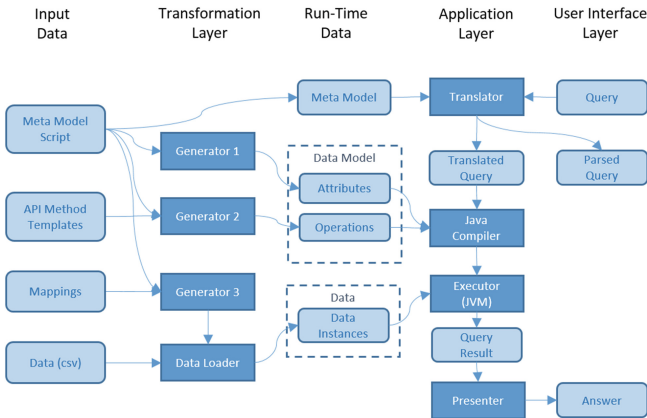 Input
Data
Transformation
Layer
Run-Time
Data
Application
Layer
User Interface
Layer
Meta Model
Translator
Query
Meta Model
Script
Generator 1
Data Model
Translated
Query
Parsed
Query
Attributes
API Method
Templates
Generator 2
Operations
Java
Compiler
Mappings
Generator 3
Data
Executor
(JVM)
Data
Instances
Data (csv)
Data Loader
Query
Result
Presenter
Answer